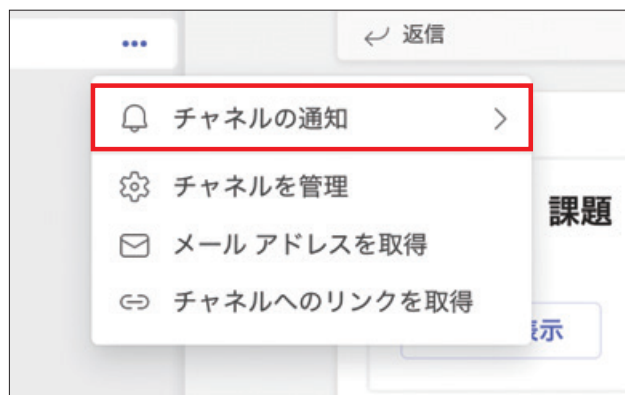 返信
チャネルの通知
チャネルを管理
メール アドレスを取得
課題
チャネルへのリンクを取得